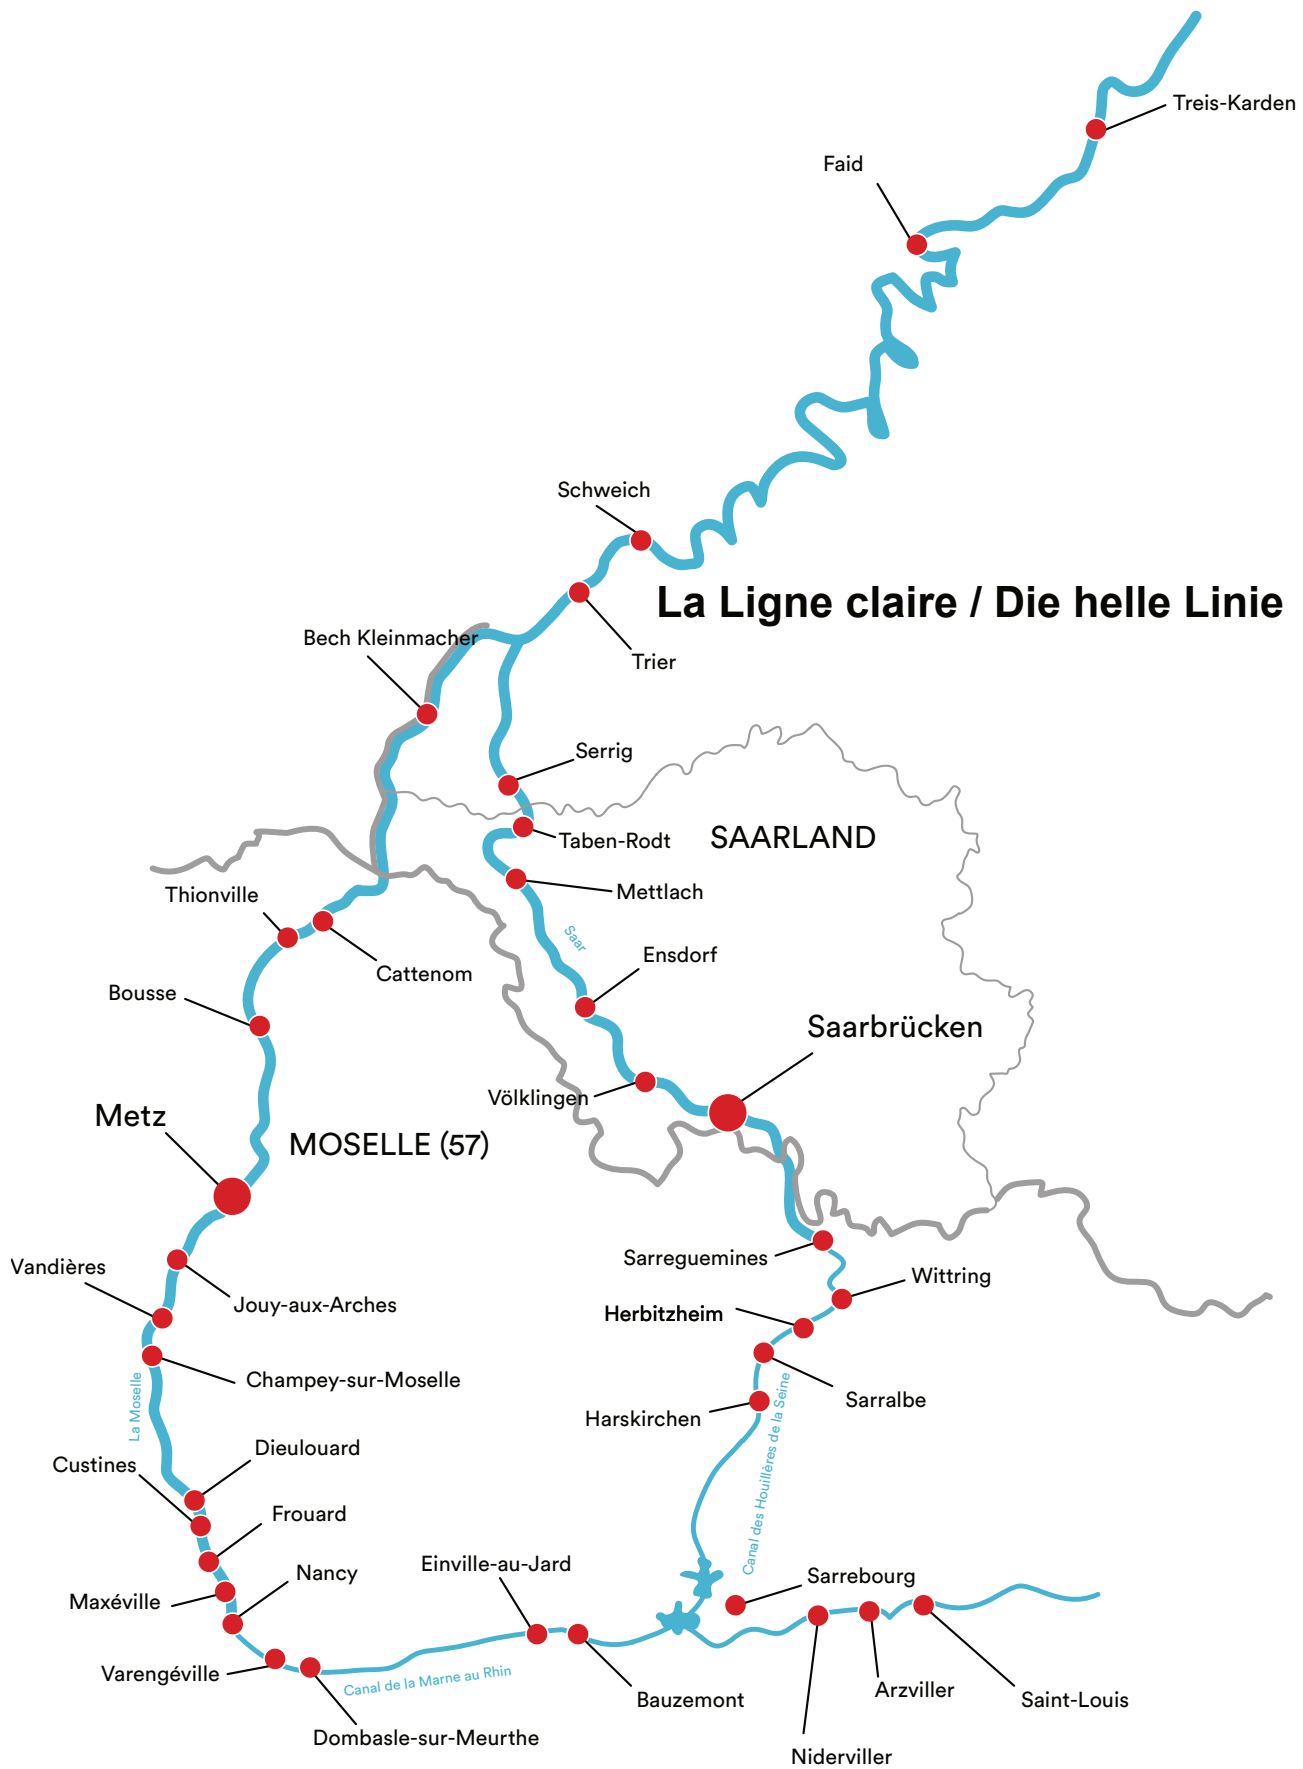 Treis-Karden
Faid
Schweich
La Ligne claire / Die helle Linie
Bech Kleinmacher
Trier
Serrig
SAARLAND
Taben-Rodt
Mettlach
Thionville
Saar
Ensdorf
Cattenom
Bousse
Saarbrücken
Völklingen
Metz
MOSELLE (57)
Sarreguemines
Vandières
Wittring
Jouy-aux-Arches
Herbitzheim
Champey-sur-Moselle
Sarralbe
La Moselle
Harskirchen
Canal des Houillères de la Seine
Dieulouard
Custines
Frouard
Einville-au-Jard
Nancy
Sarrebourg
Maxéville
Varengéville
Canal de la Marne au Rhin
Arzviller
Bauzemont
Saint-Louis
Dombasle-sur-Meurthe
Niderviller